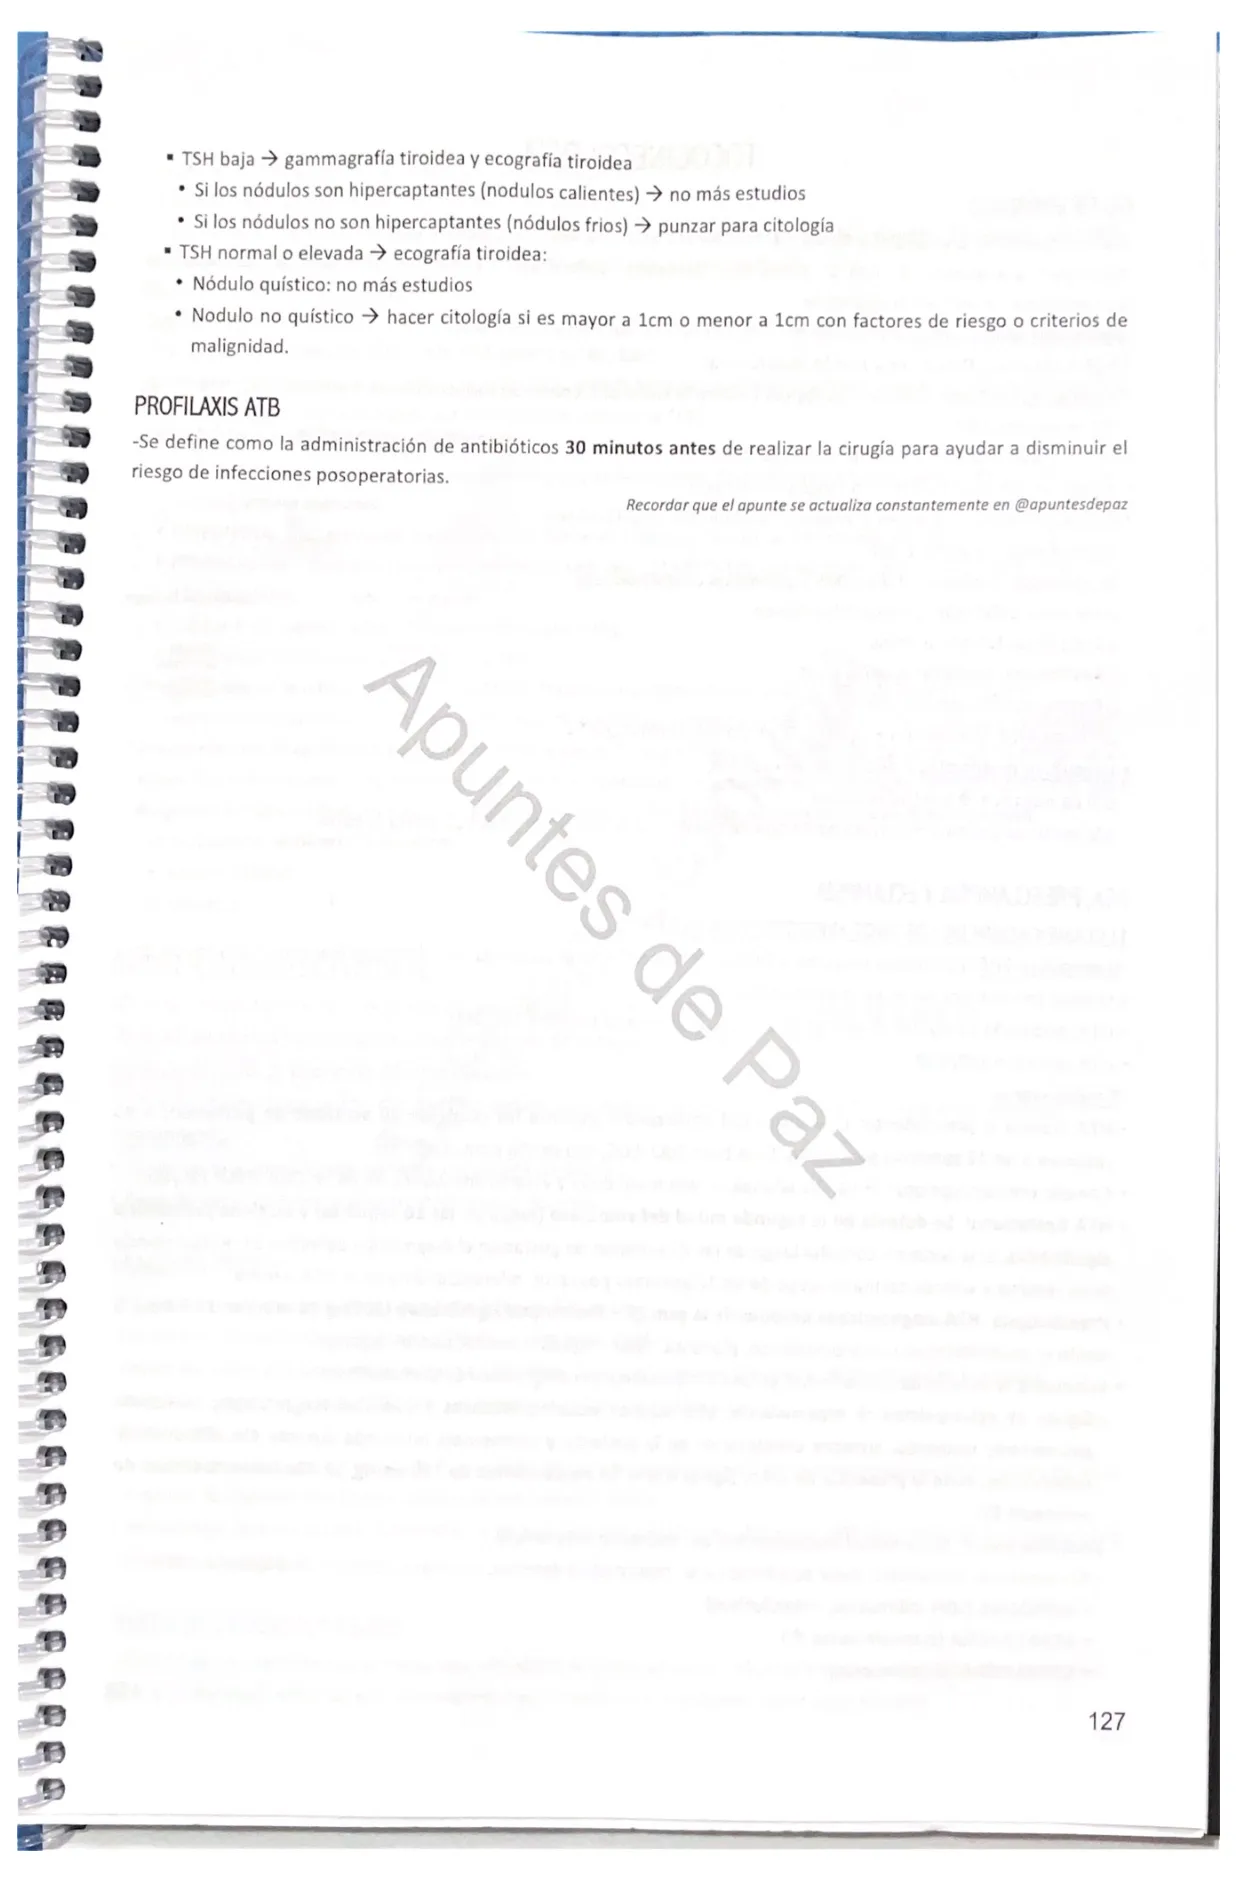 ▪ TSH baja → gammagrafía tiroidea y ecografía tiroidea
• Si los nódulos son hipercaptantes (nodulos calientes) → no más estudios
• Si los nódulos no son hipercaptantes (nódulos frios) → punzar para citología
▪ TSH normal o elevada → ecografía tiroidea:
• Nódulo quístico: no más estudios
• Nodulo no quístico → hacer citología si es mayor a 1cm o menor a 1cm con factores de riesgo o criterios de
malignidad.
PROFILAXIS ATB
-Se define como la administración de antibióticos 30 minutos antes de realizar la cirugía para ayudar a disminuir el
riesgo de infecciones posoperatorias.
Recordar que el apunte se actualiza constantemente en @apuntesdepaz
Apuntes de Paz
127